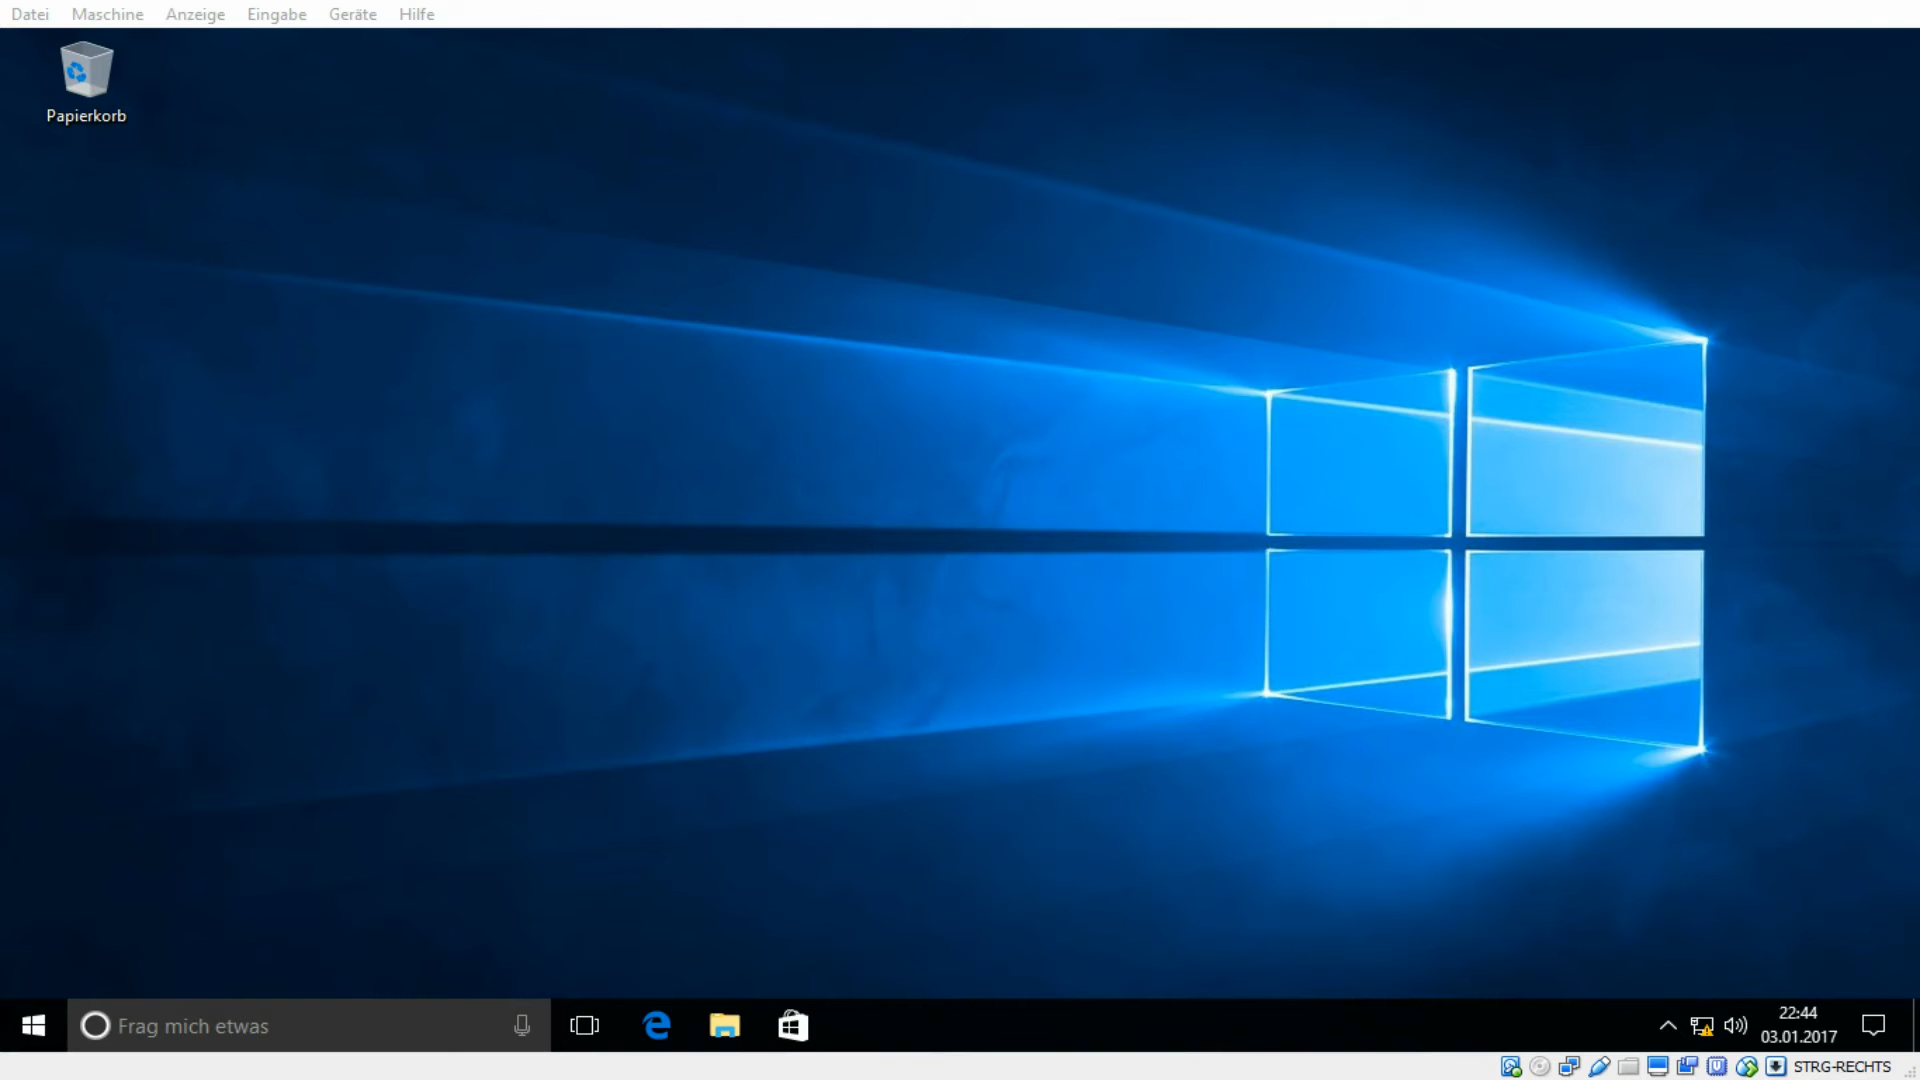 Datei Maschine Anzeige Eingabe Geräte Hilfe
Papierkorb
Frag mich etwas
22:44
03.01.2017
STRG-RECHTS